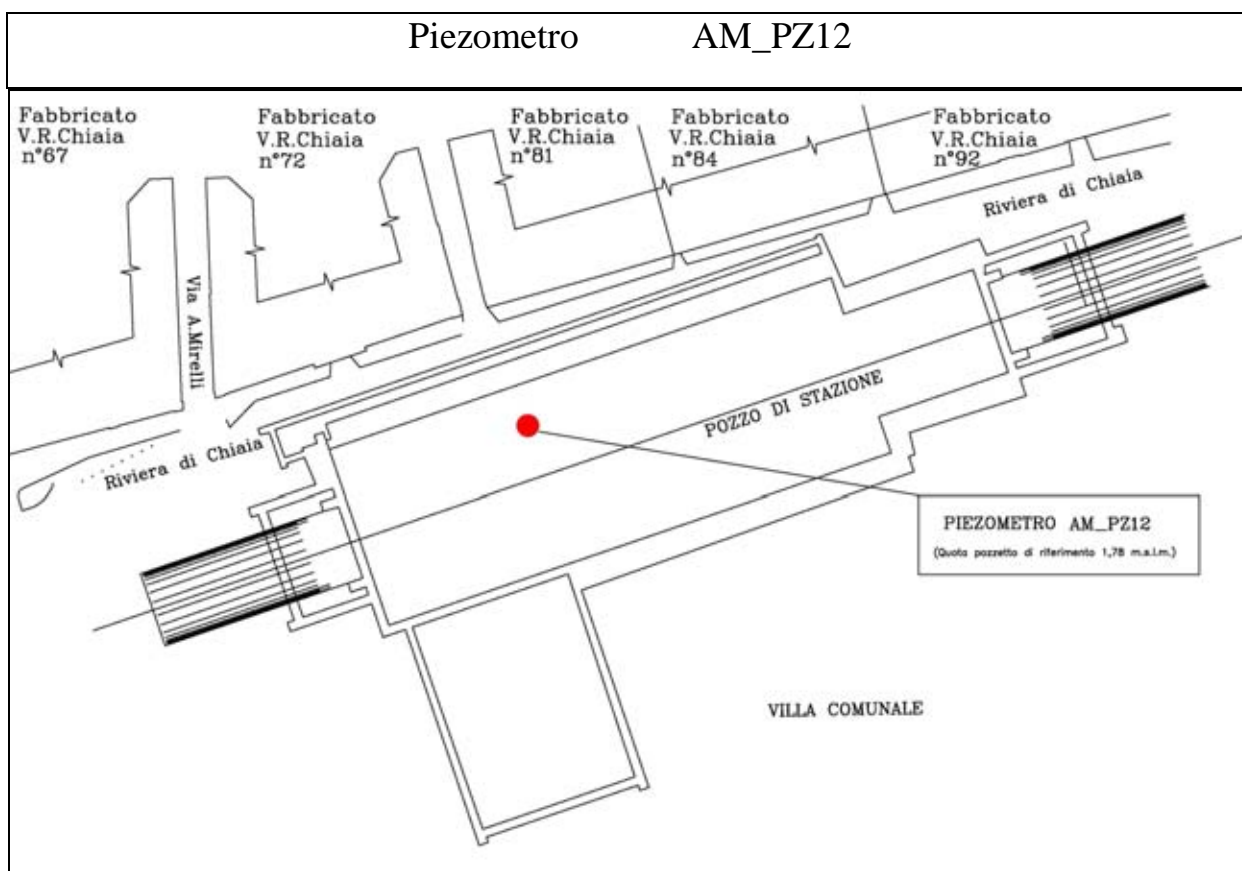 Piezometro AM_PZ12
Fabbricato
V.R.Chiaia
n°67
Fabbricato
V.R.Chiaia
n°72
Fabbricato
V.R.Chiaia
n°81
Fabbricato
V.R.Chiaia
n°84
Fabbricato
V.R.Chiaia
n°92
Riviera di Chiaia
Via A.Mirelli
Riviera di Chiaia
POZZO DI STAZIONE
PIEZOMETRO AM_PZ12
(Quota pozzetto di riferimento 1,78 m.s.l.m.)
VILLA COMUNALE